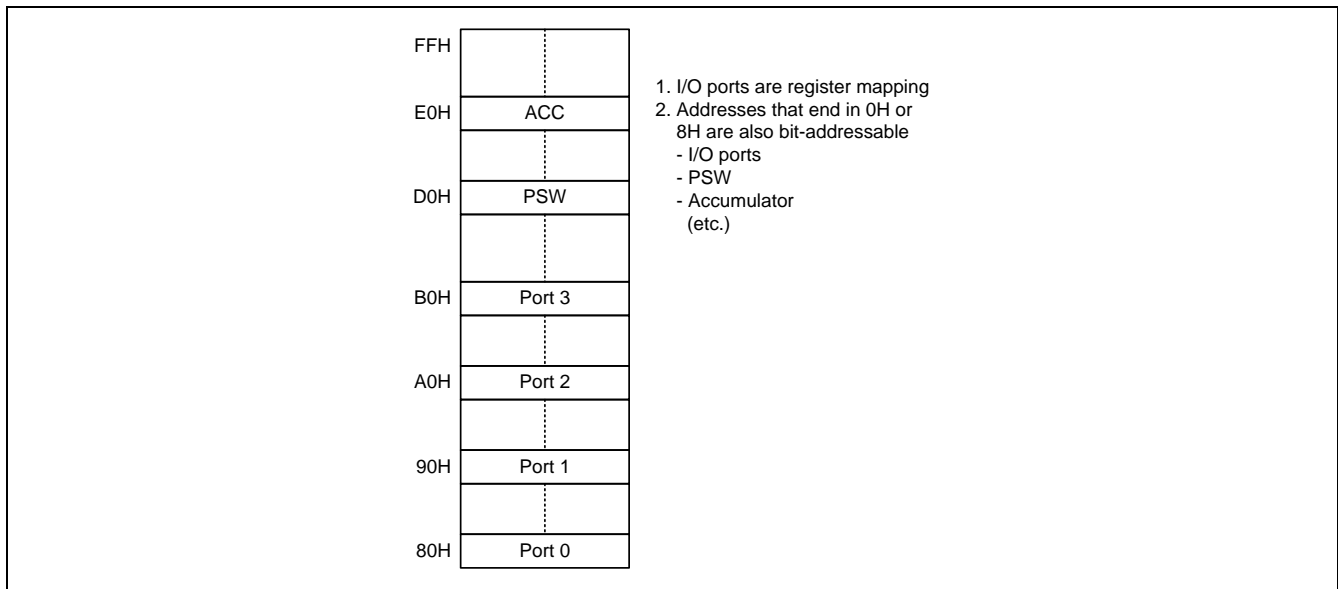 FFH
1. I/O ports are register mapping
E0H ACC
2. Addresses that end in 0H or
8H are also bit-addressable
- I/O ports
- PSW
- Accumulator
(etc.)
D0H PSW
B0H Port 3
A0H Port 2
90H Port 1
80H Port 0